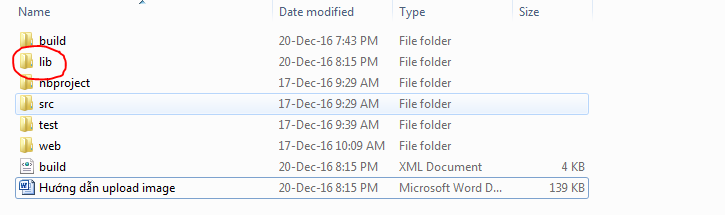 Name Date modified Type Size
build 20-Dec-16 7:43 PM File folder
lib 20-Dec-16 8:15 PM File folder
nbproject 17-Dec-16 9:29 AM File folder
src 17-Dec-16 9:29 AM File folder
test 17-Dec-16 9:39 AM File folder
web 17-Dec-16 10:09 AM File folder
build 20-Dec-16 8:15 PM XML Document 4 KB
Hướng dẫn upload image 20-Dec-16 8:15 PM Microsoft Word D... 139 KB